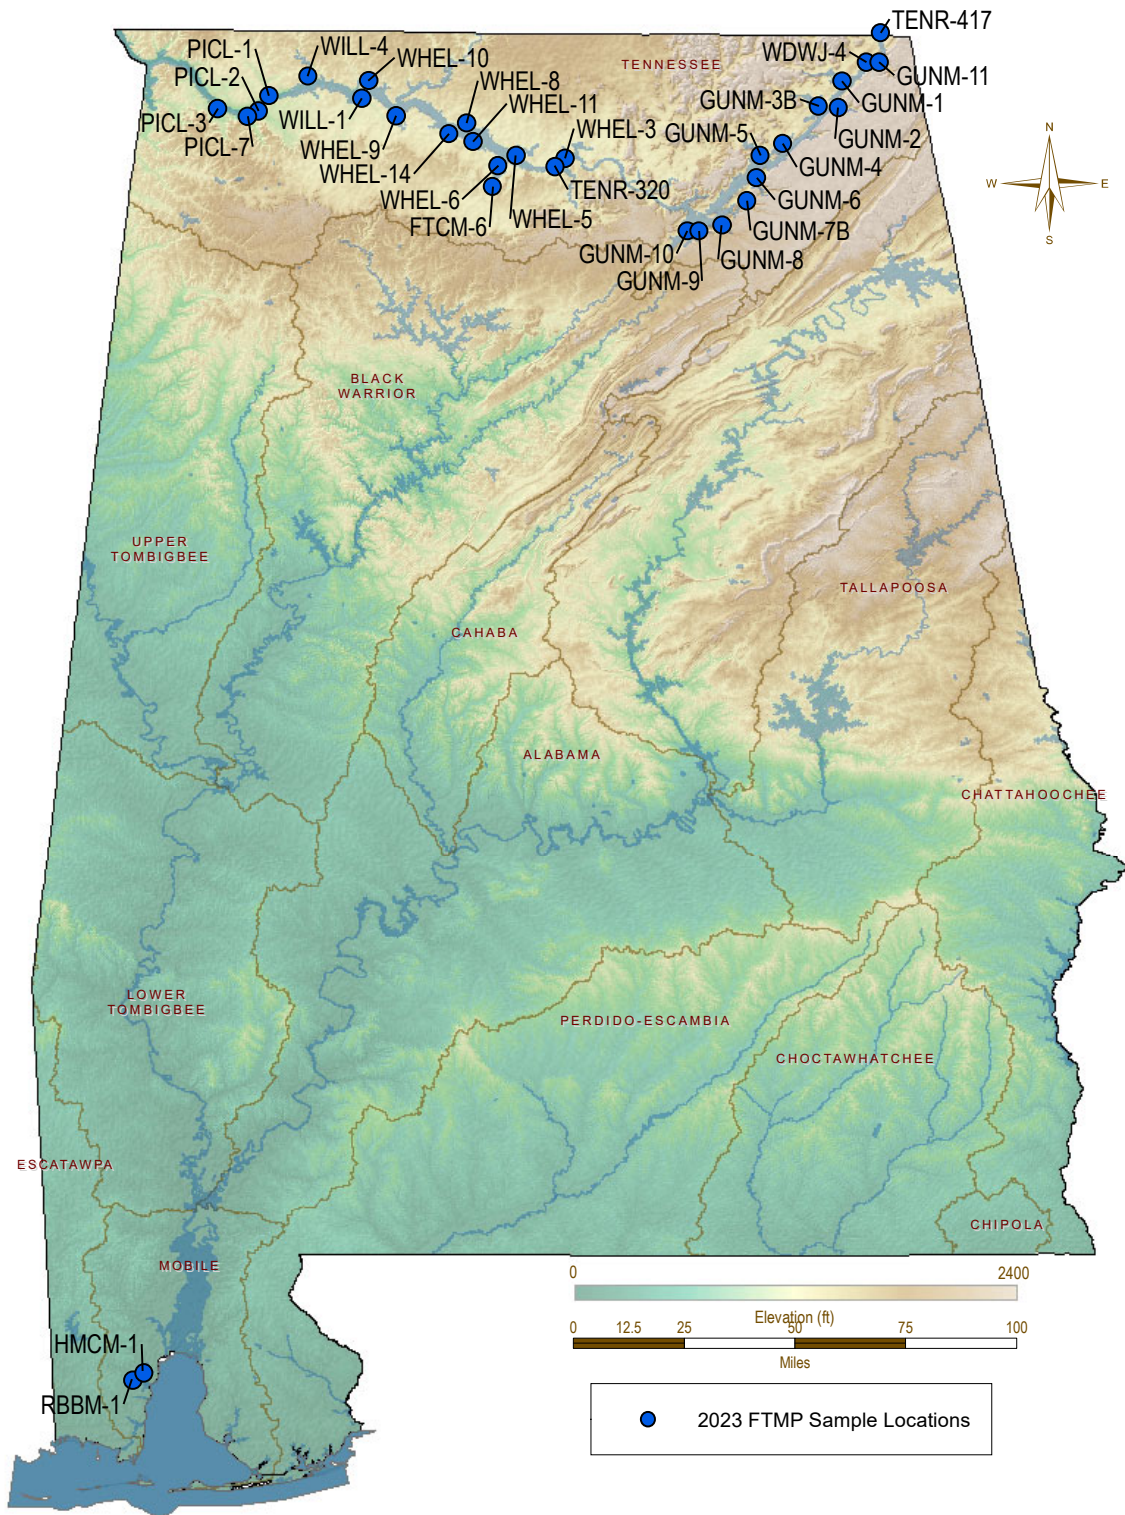 TENR-417
PICL-1
WILL-4
WHEL-10
WDWJ-4
TENNESSEE
PICL-2
WHEL-8
GUNM-11
PICL-3
WILL-1
WHEL-11
GUNM-3B
GUNM-1
PICL-7
WHEL-9
WHEL-3
GUNM-5
GUNM-2
WHEL-14
GUNM-4
WHEL-6
TENR-320
GUNM-6
FTCM-6
WHEL-5
GUNM-7B
GUNM-10
GUNM-8
GUNM-9
N
W
E
S
BLACK
WARRIOR
UPPER
TOMBIGBEE
TALLAPOOSA
CAHABA
ALABAMA
CHATTAHOOCHEE
LOWER
TOMBIGBEE
PERDIDO-ESCAMBIA
CHOCTAWHATCHEE
ESCATAWPA
CHIPOLA
MOBILE
HMCM-1
RBBM-1
0 2400
Elevation (ft)
0 12.5 25 50 75 100
Miles
2023 FTMP Sample Locations